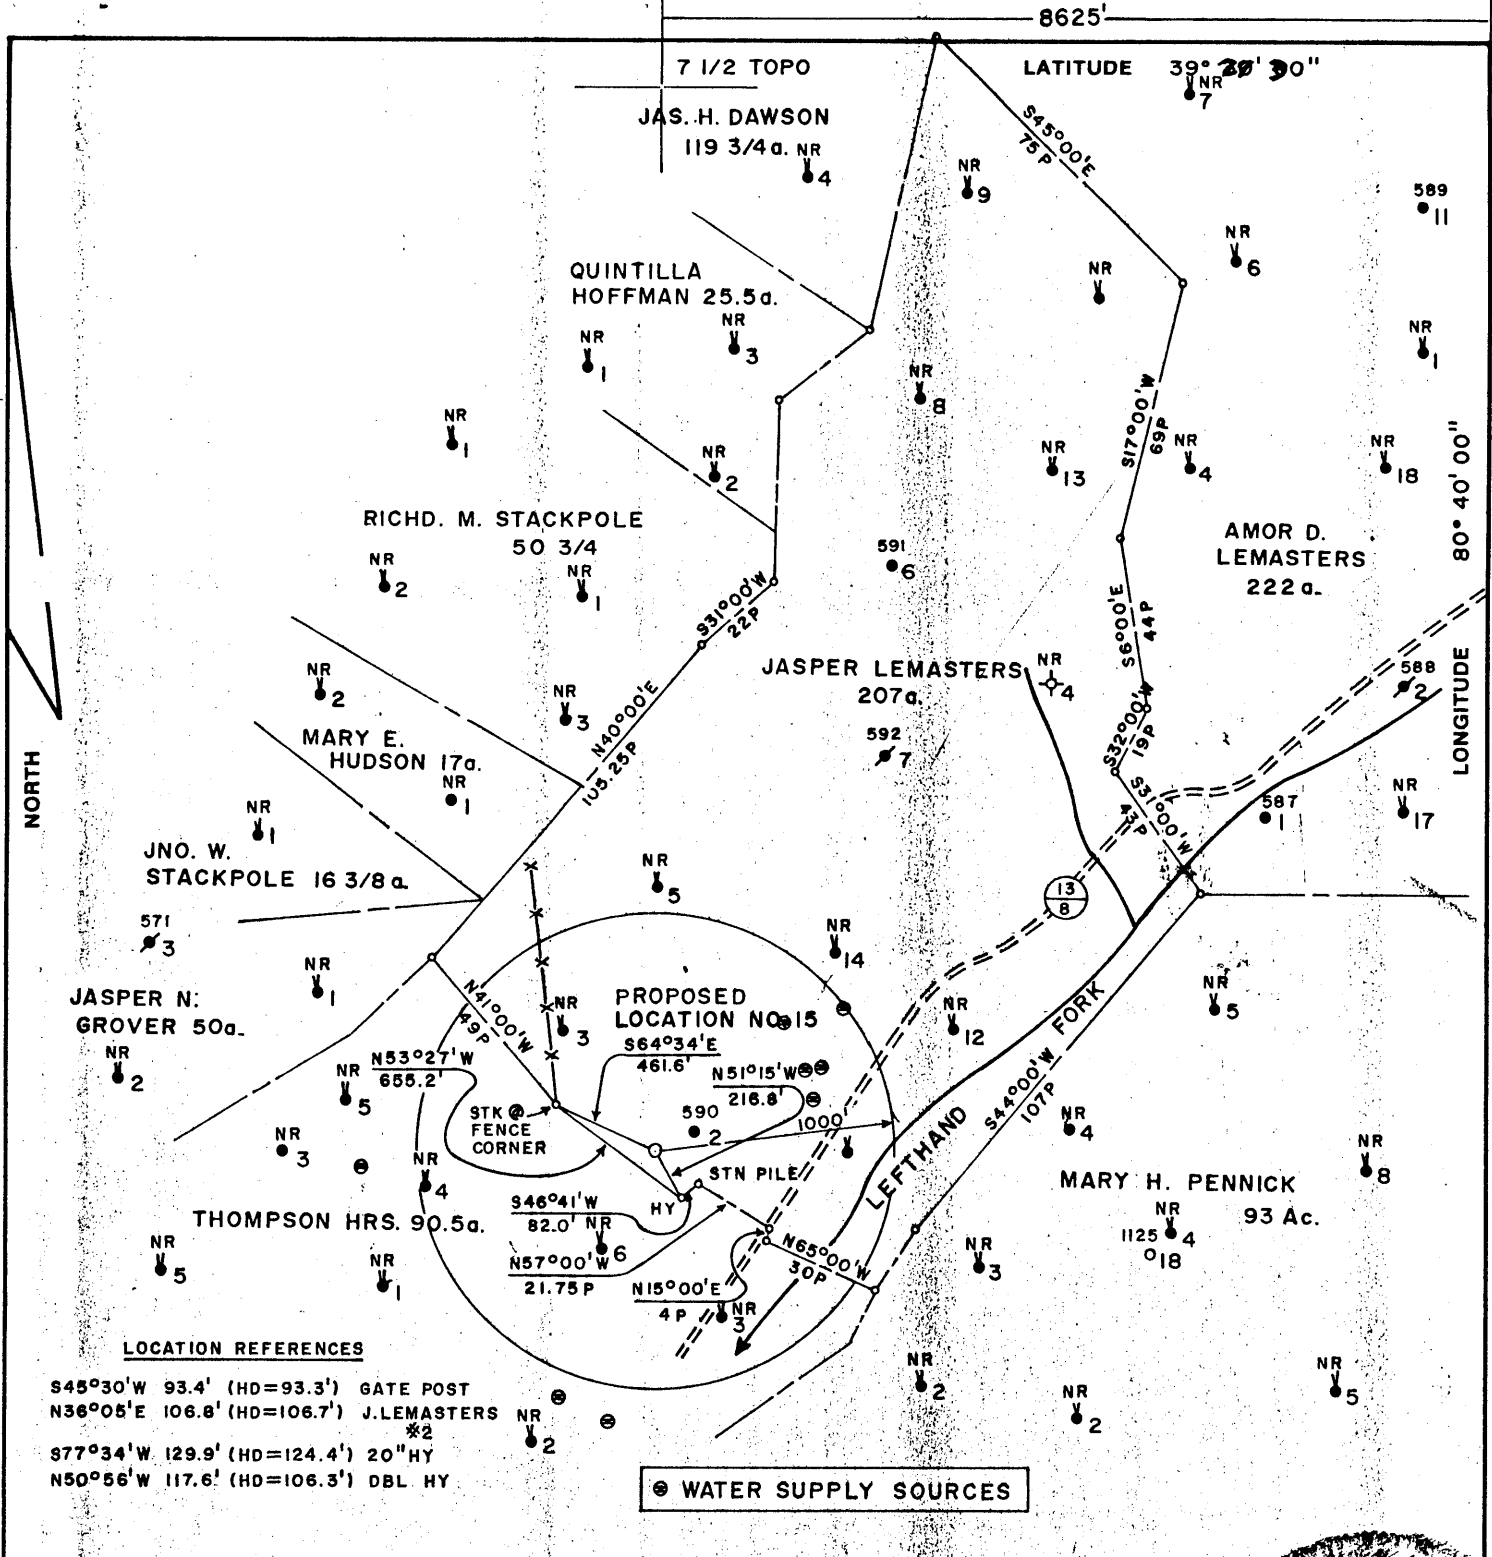 8625'
7 1/2 TOPO
LATITUDE 39°
NR
7
JAS. H. DAWSON
119 3/4 a.
NR
4
S45°00'E
75P
NR
9
589
11
NR
6
NR
QUINTILLA
HOFFMAN 25.5a.
NR
3
NR
1
NR
1
NR
8
NR
1
S17°00'W
69P
NR
13
NR
4
NR
18
NR
2
80° 40' 00"
LONGITUDE
RICHD. M. STACKPOLE
50 3/4
NR
2
NR
1
591
6
AMOR D.
LEMASTERS
222 a.
S31°00'W
22P
S6°00'E
44P
JASPER LEMASTERS
207a.
NR
4
588
2
NR
2
NR
3
N40°00'E
105.25P
592
7
S32°00'W
19P
MARY E.
HUDSON 17a.
NR
1
NORTH
S31°00'W
43P
587
1
NR
17
NR
1
JNO. W.
STACKPOLE 16 3/8 a.
NR
5
13
8
571
3
NR
14
NR
1
N41°00'W
49P
JASPER N.
GROVER 50a.
PROPOSED
LOCATION NO. 15
NR
3
NR
12
NR
5
FORK
NR
2
N53°27'W
655.2'
S64°34'E
461.6'
N51°15'W
216.8'
NR
5
STK @
FENCE
CORNER
590
2
1000
LEFTHAND
S44°00'W
107P
NR
4
NR
3
NR
8
NR
4
STN PILE
MARY H. PENNICK
93 Ac.
THOMPSON HRS. 90.5a.
S46°41'W
82.0'
HY
NR
4
1125
18
NR
6
N65°00'W
30P
NR
3
NR
5
N57°00'W
21.75P
N15°00'E
4P
NR
1
NR
3
LOCATION REFERENCES
S45°30'W 93.4' (HD=93.3') GATE POST
N36°05'E 106.8' (HD=106.7') J.LEMASTERS
※2
S77°34'W 129.9' (HD=124.4') 20"HY
N50°56'W 117.6' (HD=106.3') DBL HY
NR
2
NR
2
NR
2
NR
5
WATER SUPPLY SOURCES